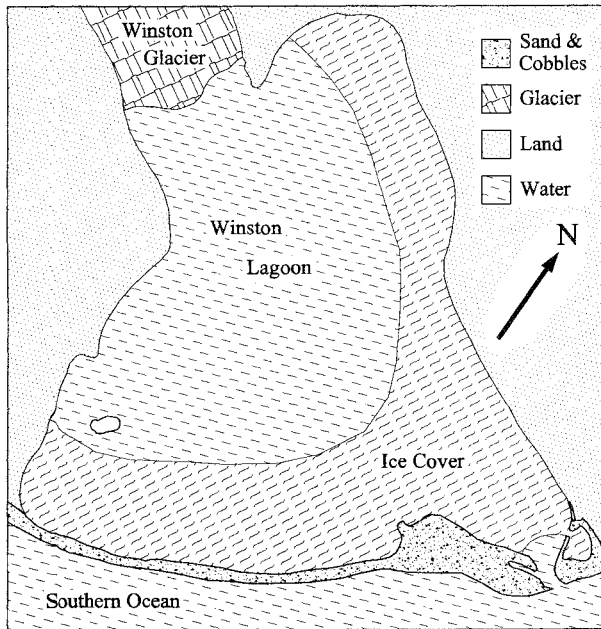 Winston
Glacier
Sand &
Cobbles
Glacier
Land
Water
Winston
Lagoon
N
Ice Cover
Southern Ocean